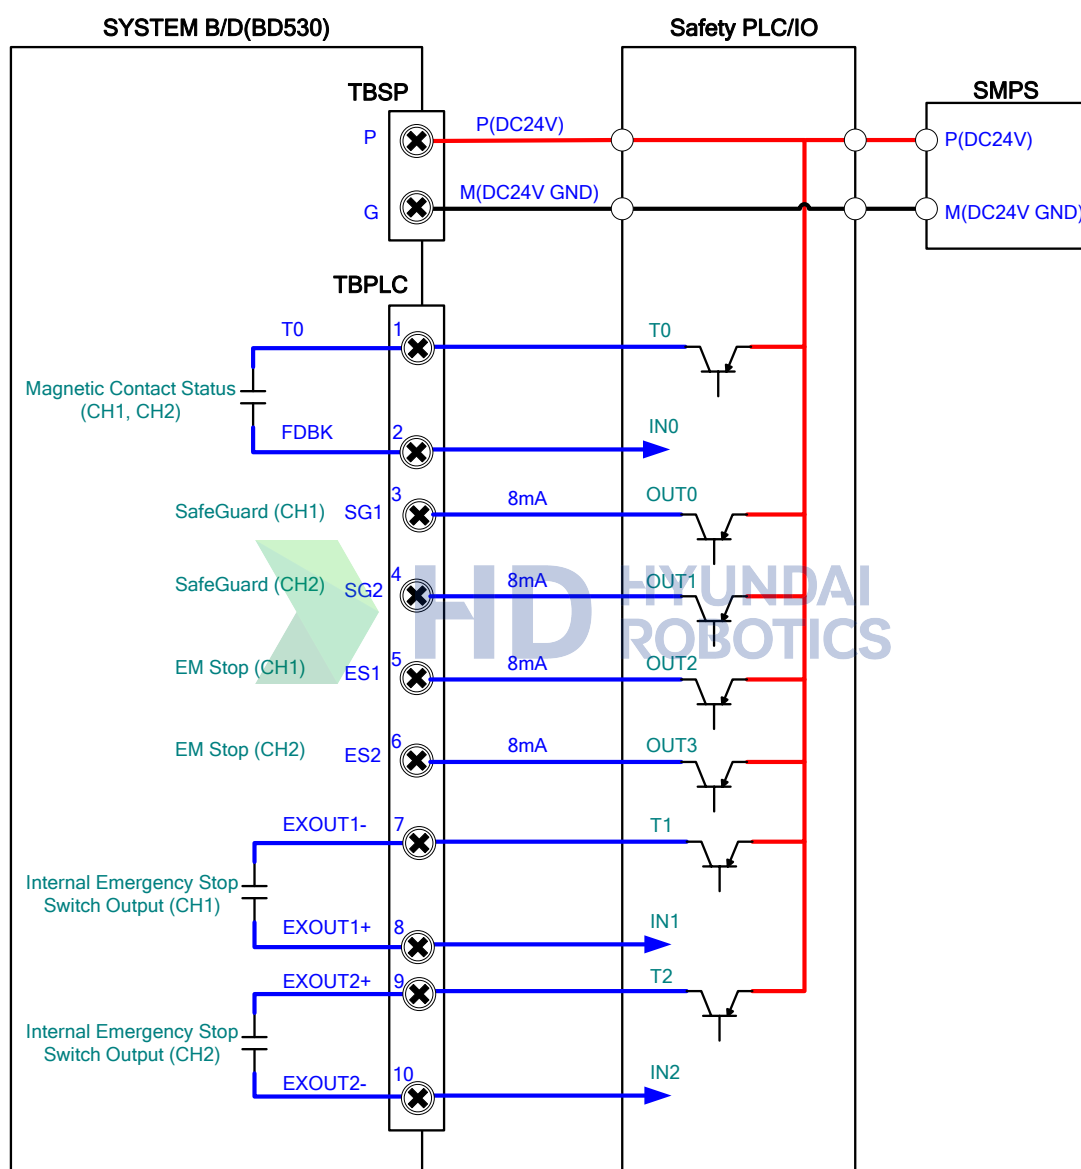 SYSTEM B/D(BD530)
Safety PLC/IO
TBSP
SMPS
P
P(DC24V)
P(DC24V)
G
M(DC24V GND)
M(DC24V GND)
TBPLC
T0
1
T0
Magnetic Contact Status
(CH1, CH2)
FDBK
2
IN0
SafeGuard (CH1)
SG1
3
8mA
OUT0
SafeGuard (CH2)
SG2
4
8mA
OUT1
HD HYUNDAI
ROBOTICS
EM Stop (CH1)
ES1
5
8mA
OUT2
EM Stop (CH2)
ES2
6
8mA
OUT3
EXOUT1-
7
T1
Internal Emergency Stop
Switch Output (CH1)
EXOUT1+
8
IN1
EXOUT2+
9
T2
Internal Emergency Stop
Switch Output (CH2)
EXOUT2-
10
IN2